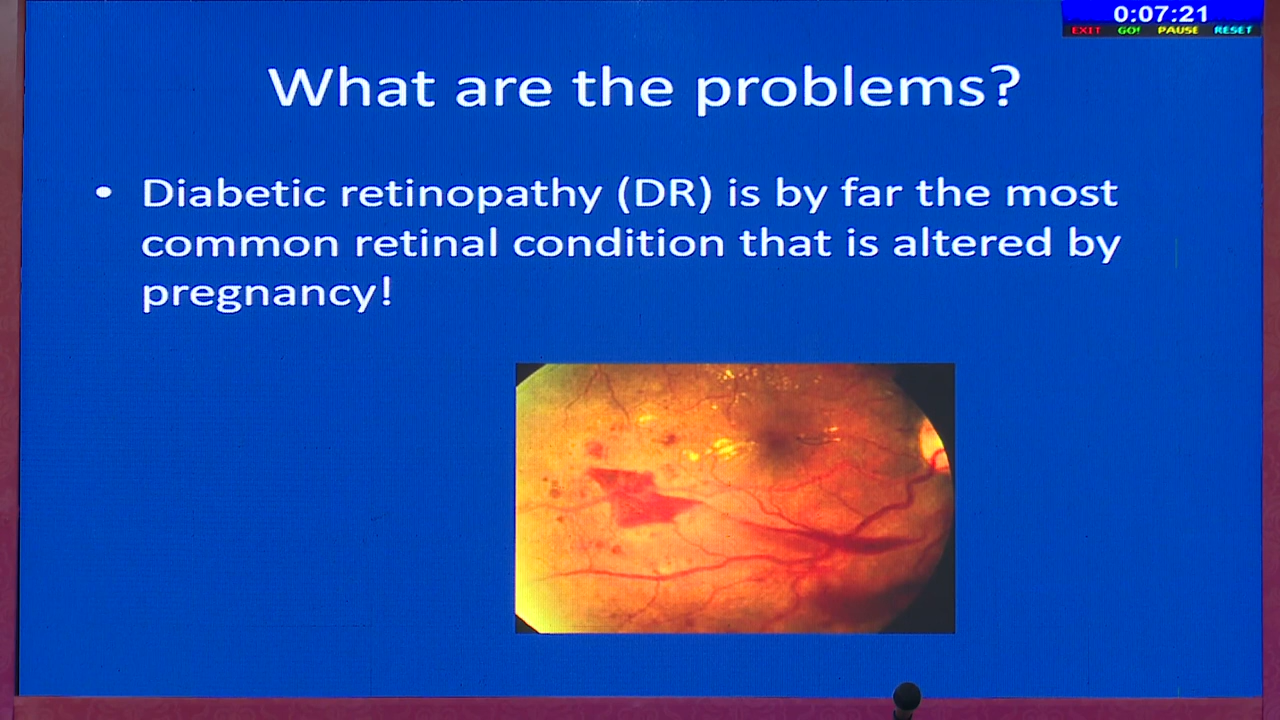 0:07:21
EXIT GO! PAUSE RESET
What are the problems?
• Diabetic retinopathy (DR) is by far the most
common retinal condition that is altered by
pregnancy!